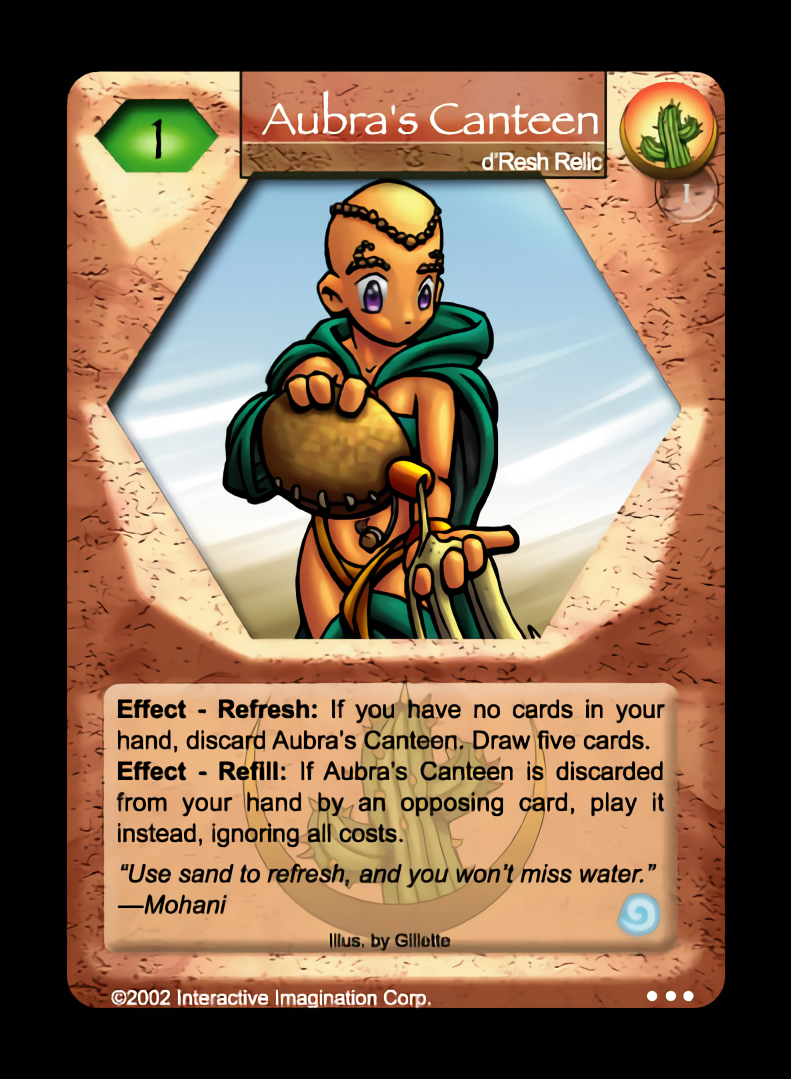 1
Aubra's Canteen
d'Resh Relic
1
Effect - Refresh: If you have no cards in your
hand, discard Aubra's Canteen. Draw five cards.
Effect - Refill: If Aubra's Canteen is discarded
from your hand by an opposing card, play it
instead, ignoring all costs.
“Use sand to refresh, and you won't miss water.”
—Mohani
Illus. by Gillette
©2002 Interactive Imagination Corp.